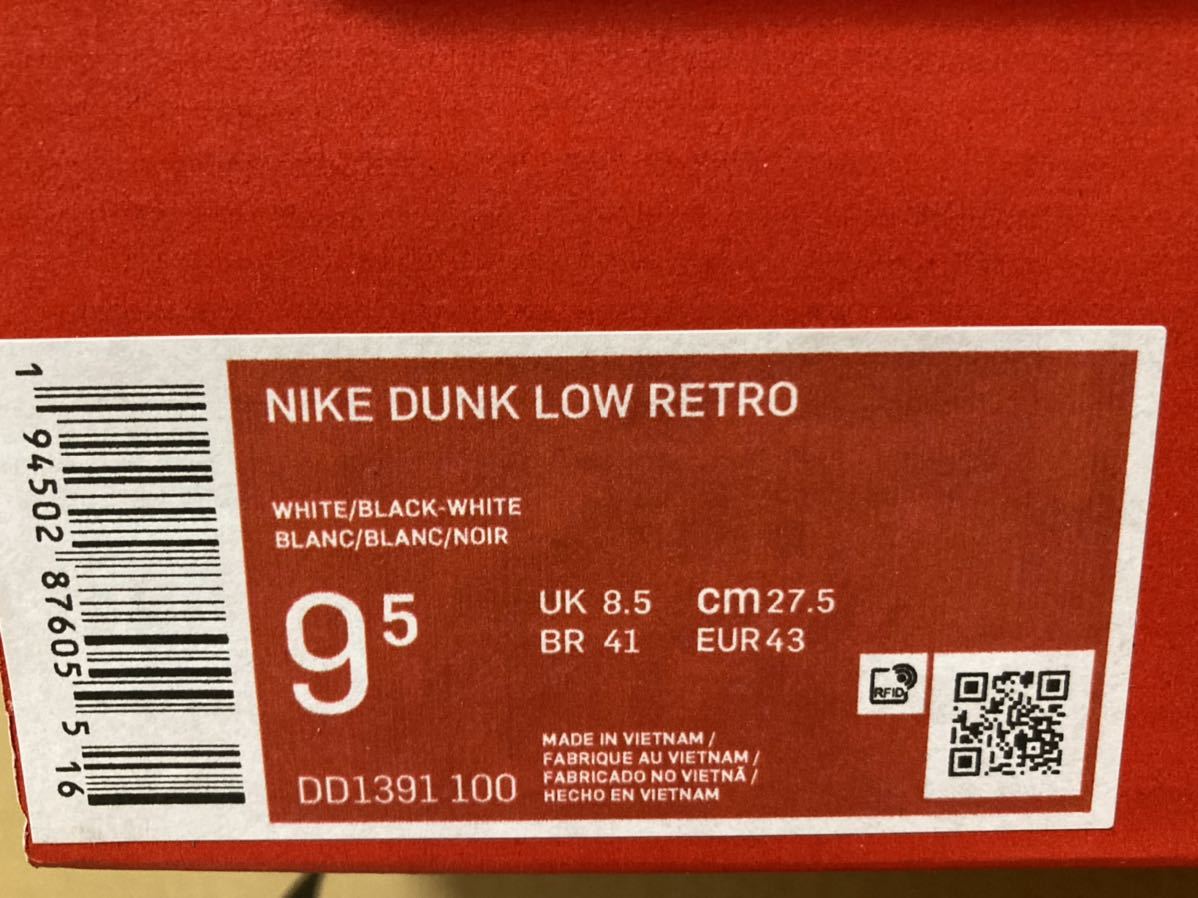 NIKE DUNK LOW RETRO
WHITE/BLACK-WHITE
BLANC/BLANC/NOIR
9 5
UK 8.5 cm 27.5
BR 41 EUR 43
RFID
MADE IN VIETNAM /
FABRIQUE AU VIETNAM /
FABRICADO NO VIETNÃ /
HECHO EN VIETNAM
DD1391 100
1 94502 87605 5 16